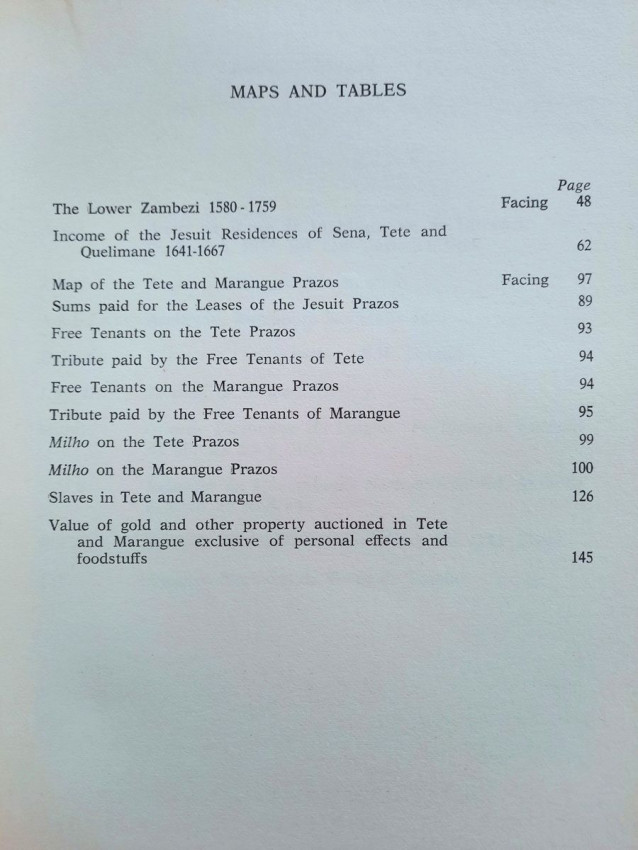 MAPS AND TABLES
Page
The Lower Zambezi 1580-1759 Facing 48
Income of the Jesuit Residences of Sena, Tete and
Quelimane 1641-1667 62
Map of the Tete and Marangue Prazos Facing 97
Sums paid for the Leases of the Jesuit Prazos 89
Free Tenants on the Tete Prazos 93
Tribute paid by the Free Tenants of Tete 94
Free Tenants on the Marangue Prazos 94
Tribute paid by the Free Tenants of Marangue 95
Milho on the Tete Prazos 99
Milho on the Marangue Prazos 100
Slaves in Tete and Marangue 126
Value of gold and other property auctioned in Tete
and Marangue exclusive of personal effects and
foodstuffs 145